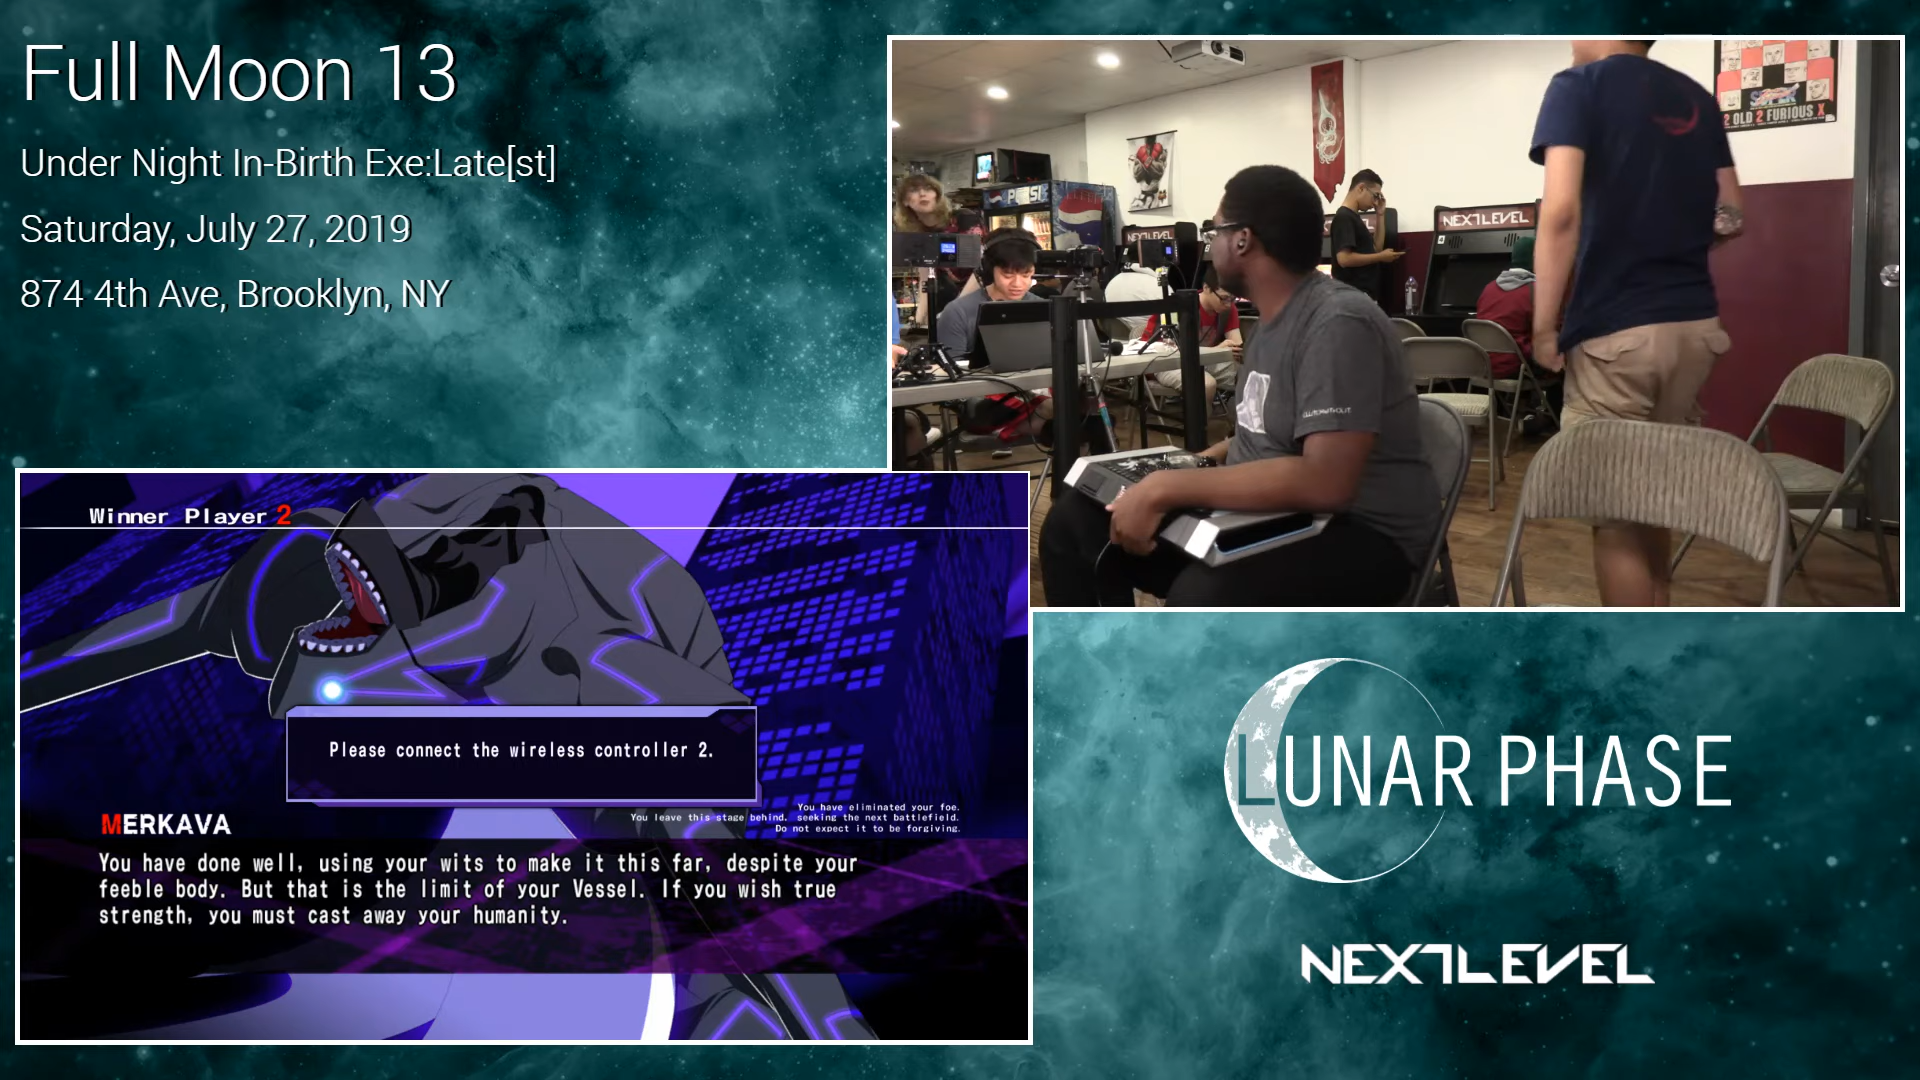 Full Moon 13
Under Night In-Birth Exe:Late[st]
Saturday, July 27, 2019
874 4th Ave, Brooklyn, NY
PEPSI
NEXTLEVEL
NEXTLEVEL
SUPER
2 OLD 2 FURIOUS X
Winner Player 2
Please connect the wireless controller 2.
You have eliminated your foe.
You leave this stage behind. seeking the next battlefield.
Do not expect it to be forgiving.
MERKAVA
You have done well, using your wits to make it this far, despite your
feeble body. But that is the limit of your Vessel. If you wish true
strength, you must cast away your humanity.
LUNAR PHASE
NEXTLEVEL